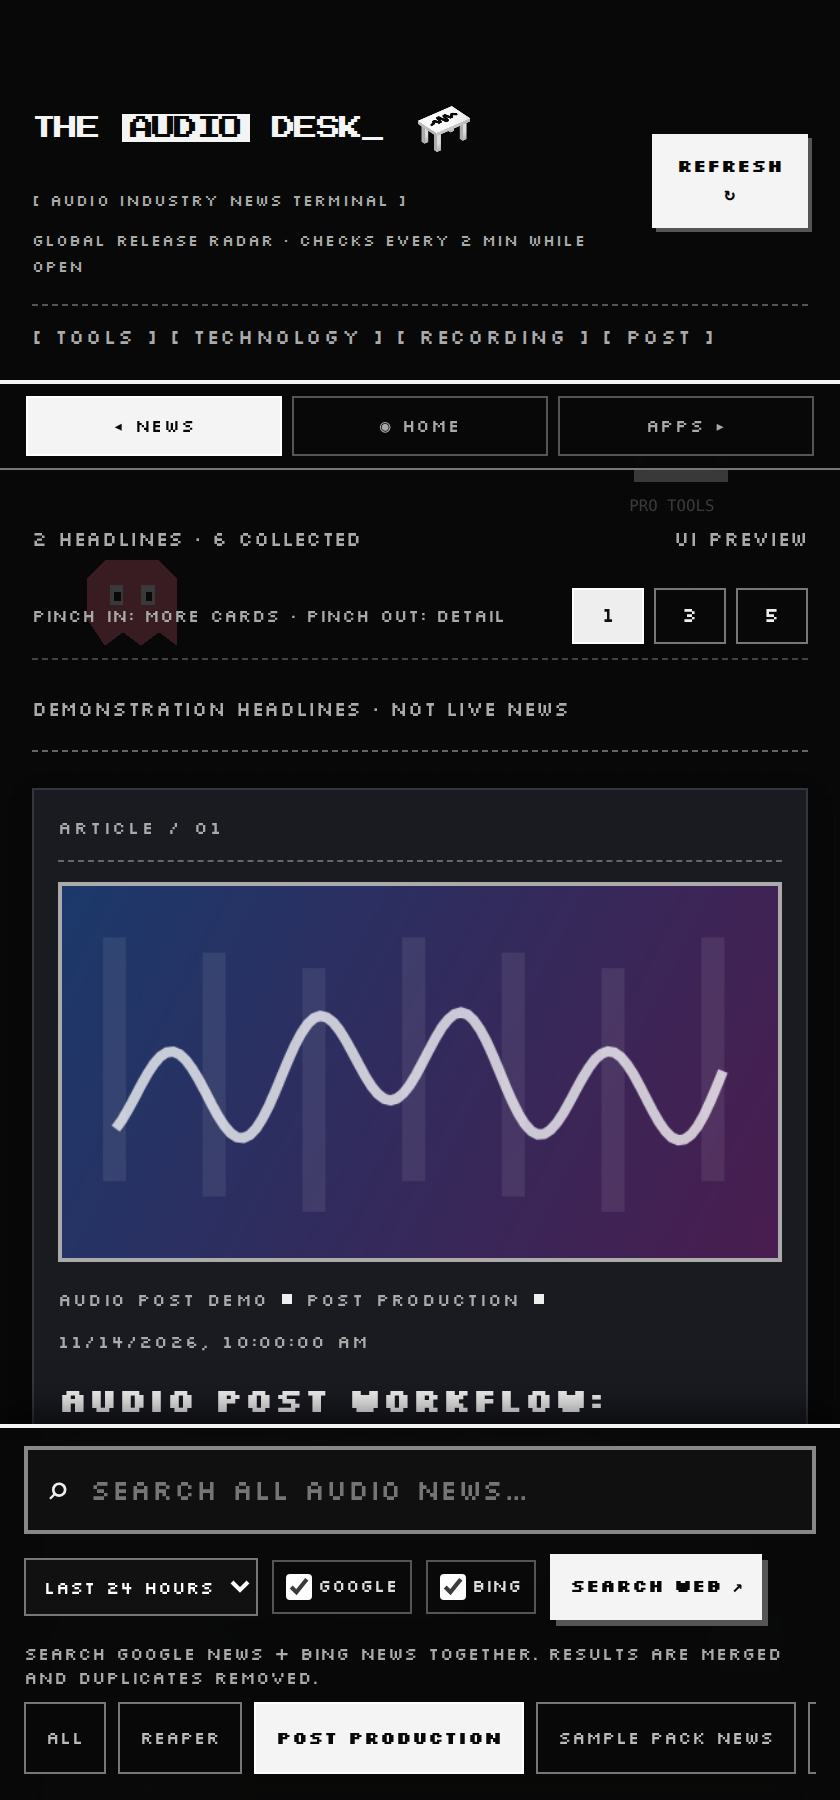 THE AUDIO DESK_
REFRESH
↻
[ AUDIO INDUSTRY NEWS TERMINAL ]
GLOBAL RELEASE RADAR · CHECKS EVERY 2 MIN WHILE
OPEN
[ TOOLS ] [ TECHNOLOGY ] [ RECORDING ] [ POST ]
◂ NEWS
◉ HOME
APPS ▸
PRO TOOLS
2 HEADLINES · 6 COLLECTED
UI PREVIEW
PINCH IN: MORE CARDS · PINCH OUT: DETAIL
1 3 5
DEMONSTRATION HEADLINES · NOT LIVE NEWS
ARTICLE / 01
AUDIO POST DEMO ■ POST PRODUCTION ■
11/14/2026, 10:00:00 AM
AUDIO POST WORKFLOW:
⌕ SEARCH ALL AUDIO NEWS…
LAST 24 HOURS
GOOGLE
BING
SEARCH WEB ↗
SEARCH GOOGLE NEWS + BING NEWS TOGETHER. RESULTS ARE MERGED
AND DUPLICATES REMOVED.
ALL
REAPER
POST PRODUCTION
SAMPLE PACK NEWS